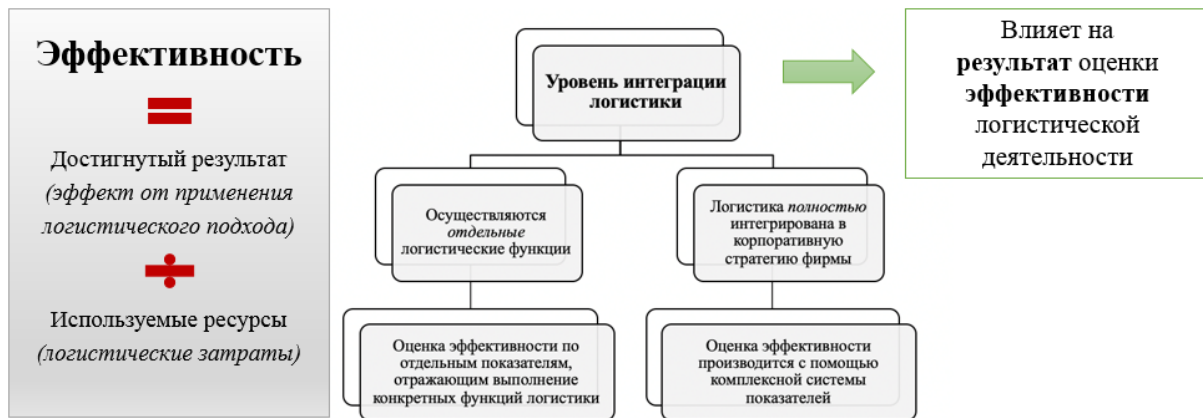 Эффективность
=
Достигнутый результат
(эффект от применения
логистического подхода)
÷
Используемые ресурсы
(логистические затраты)
Уровень интеграции
логистики
Влияет на
результат оценки
эффективности
логистической
деятельности
Осуществляются
отдельные
логистические функции
Логистика полностью
интегрирована в
корпоративную
стратегию фирмы
Оценка эффективности по
отдельным показателям,
отражающим выполнение
конкретных функций логистики
Оценка эффективности
производится с помощью
комплексной системы
показателей